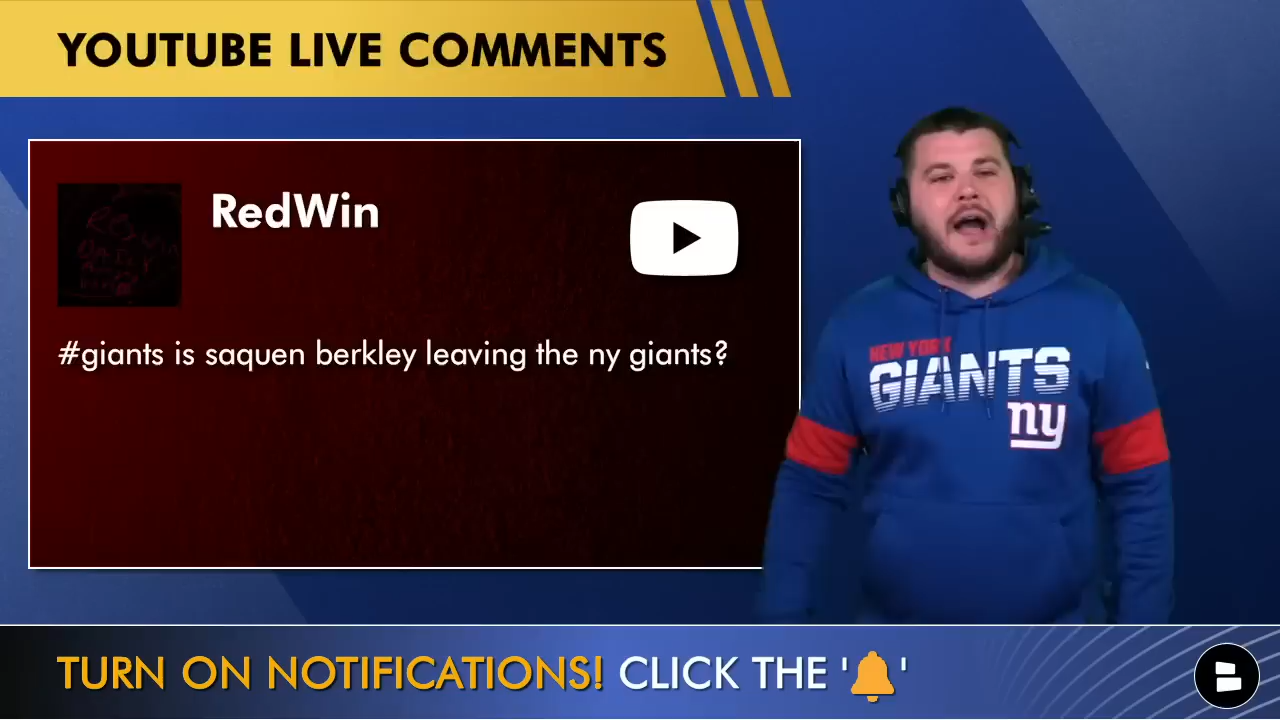 YOUTUBE LIVE COMMENTS
RedWin
#giants is saquen berkley leaving the ny giants?
NEW YORK
GIANTS
ny
TURN ON NOTIFICATIONS! CLICK THE ' '